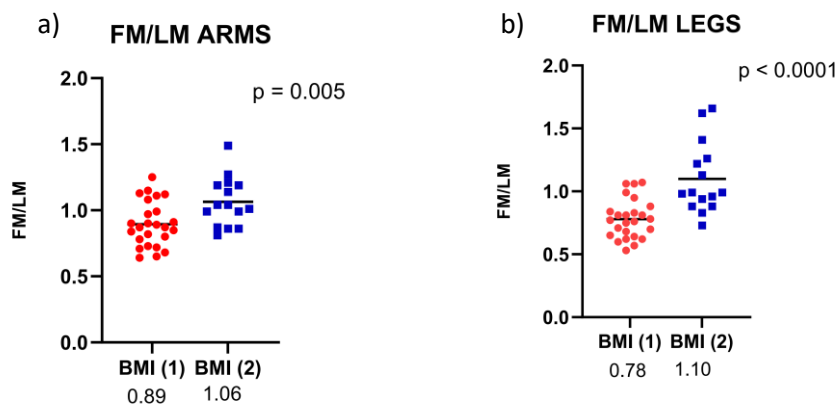 a)
FM/LM ARMS
p = 0.005
2.0
1.5
1.0
0.5
0.0
FM/LM
BMI (1) BMI (2)
0.89 1.06
b)
FM/LM LEGS
p < 0.0001
2.0
1.5
1.0
0.5
0.0
FM/LM
BMI (1) BMI (2)
0.78 1.10